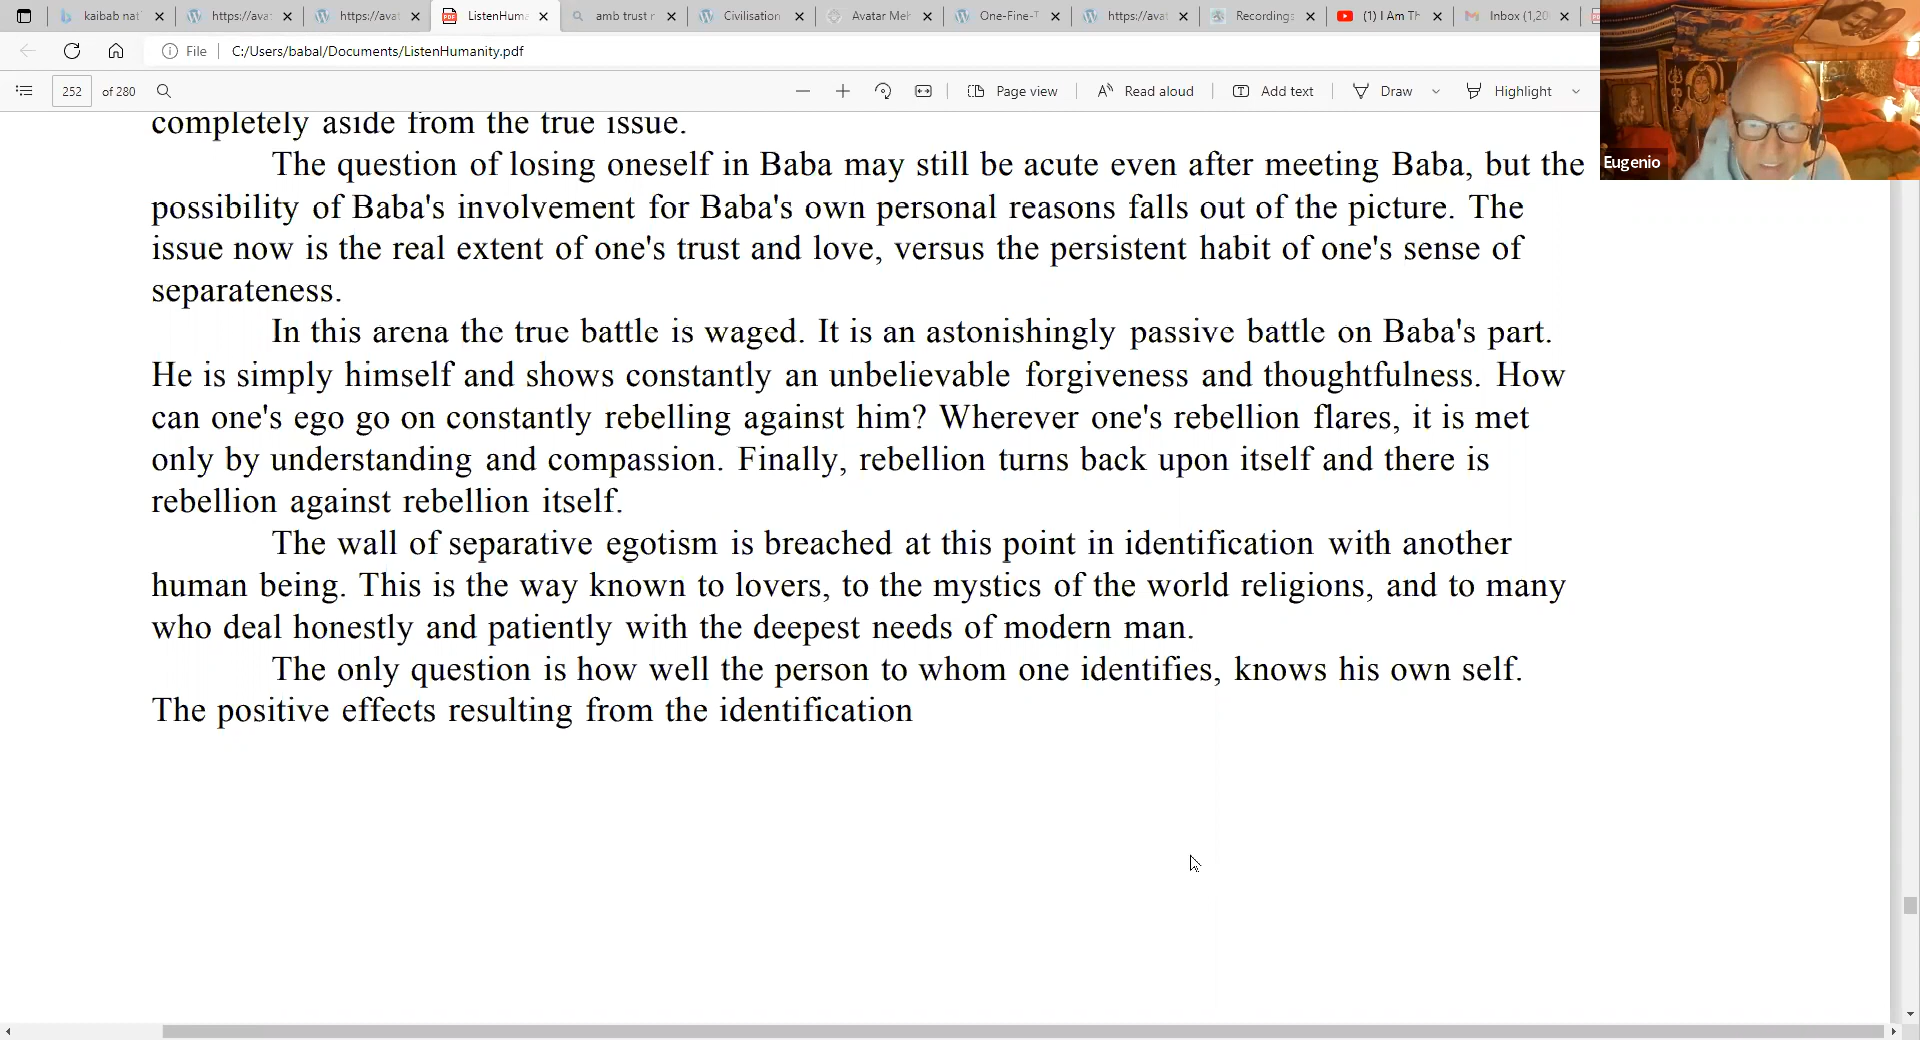 kaibab nat
https://avat
https://avat
ListenHuma
amb trust r
Civilisation
Avatar Meh
One-Fine-T
https://avat
Recordings
(1) I Am Th
Inbox (1,20
File
C:/Users/babal/Documents/ListenHumanity.pdf
252 of 280
Page view
Read aloud
Add text
Draw
Highlight
Eugenio
completely aside from the true issue.
The question of losing oneself in Baba may still be acute even after meeting Baba, but the
possibility of Baba's involvement for Baba's own personal reasons falls out of the picture. The
issue now is the real extent of one's trust and love, versus the persistent habit of one's sense of
separateness.
In this arena the true battle is waged. It is an astonishingly passive battle on Baba's part.
He is simply himself and shows constantly an unbelievable forgiveness and thoughtfulness. How
can one's ego go on constantly rebelling against him? Wherever one's rebellion flares, it is met
only by understanding and compassion. Finally, rebellion turns back upon itself and there is
rebellion against rebellion itself.
The wall of separative egotism is breached at this point in identification with another
human being. This is the way known to lovers, to the mystics of the world religions, and to many
who deal honestly and patiently with the deepest needs of modern man.
The only question is how well the person to whom one identifies, knows his own self.
The positive effects resulting from the identification